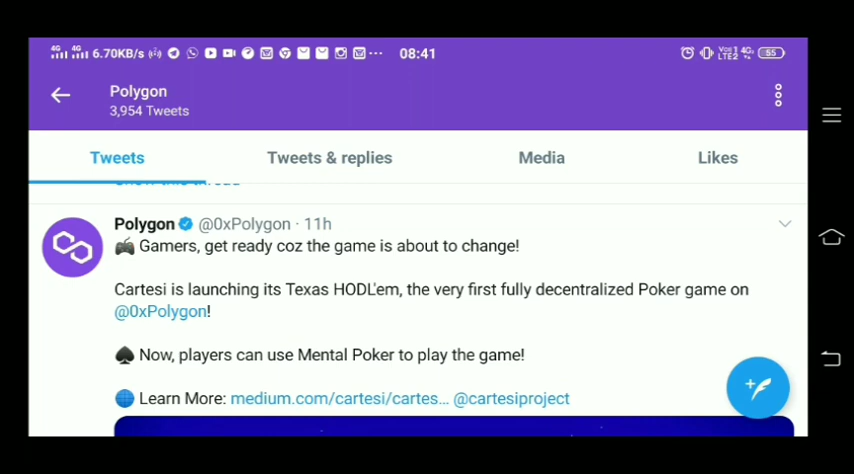 6.70KB/s 08:41 55
Polygon
3,954 Tweets
Tweets Tweets & replies Media Likes
Polygon @0xPolygon · 11h
Gamers, get ready coz the game is about to change!
Cartesi is launching its Texas HODL'em, the very first fully decentralized Poker game on
@0xPolygon!
Now, players can use Mental Poker to play the game!
Learn More: medium.com/cartesi/cartes... @cartesiproject